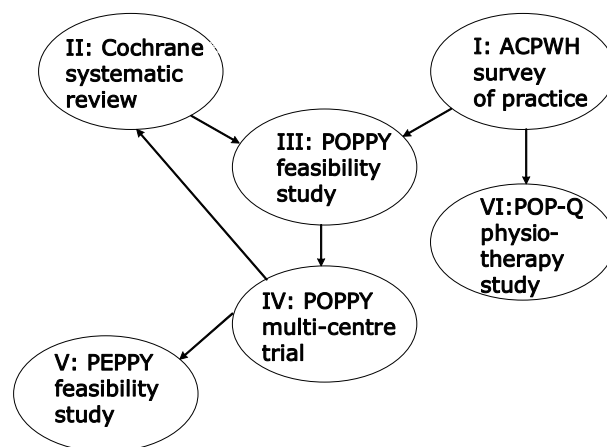 II: Cochrane
systematic
review
I: ACPWH
survey
of practice
III: POPPY
feasibility
study
VI:POP-Q
physio-
therapy
study
IV: POPPY
multi-centre
trial
V: PEPPY
feasibility
study